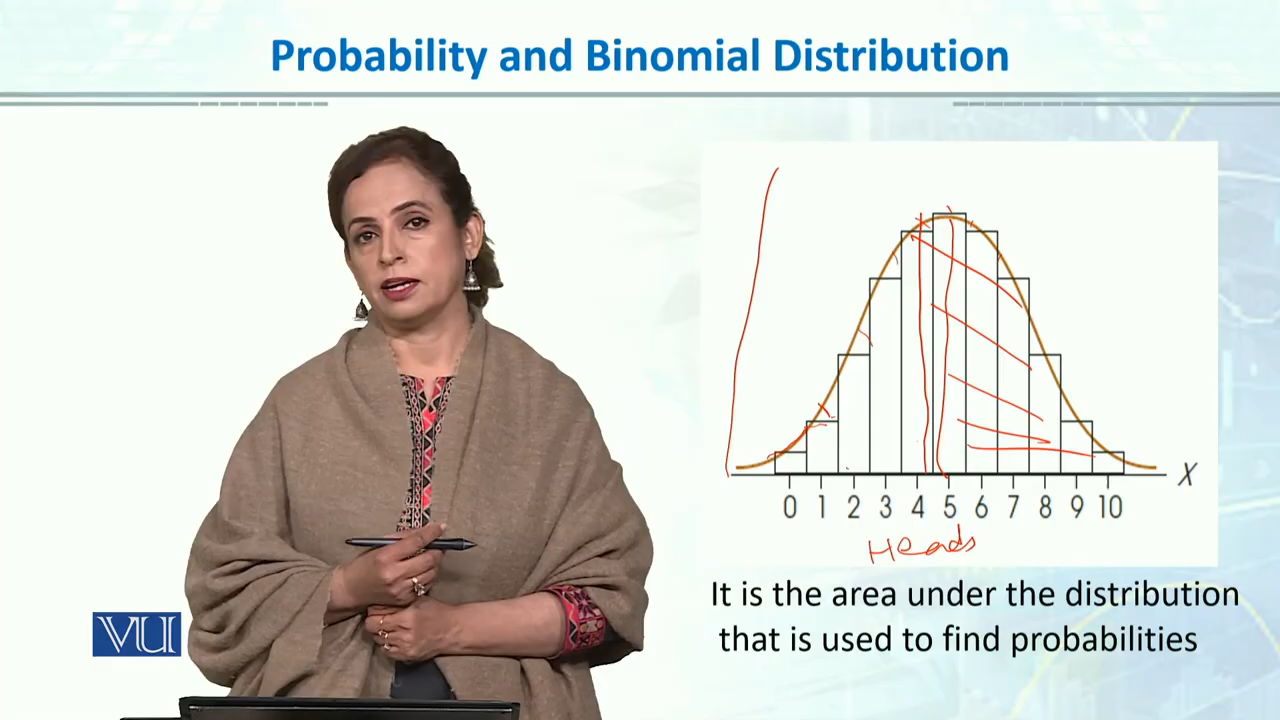 Probability and Binomial Distribution
X
0 1 2 3 4 5 6 7 8 9 10
Heads
It is the area under the distribution
that is used to find probabilities
VU